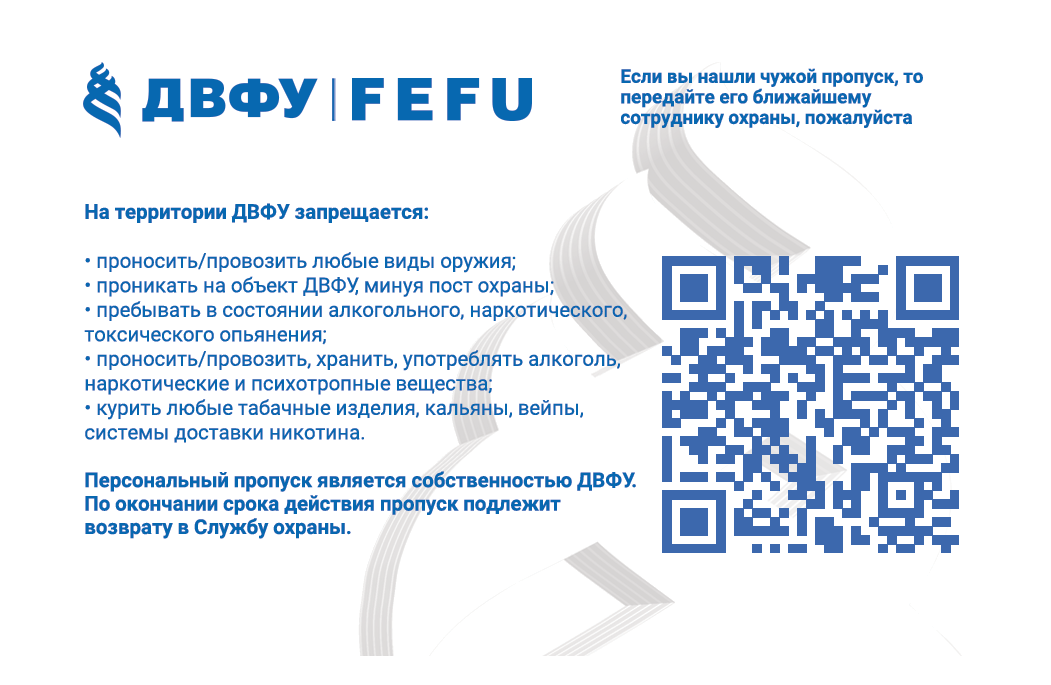 ДВФУ | FEFU
Если вы нашли чужой пропуск, то
передайте его ближайшему
сотруднику охраны, пожалуйста
На территории ДВФУ запрещается:
• проносить/провозить любые виды оружия;
• проникать на объект ДВФУ, минуя пост охраны;
• пребывать в состоянии алкогольного, наркотического,
токсического опьянения;
• проносить/провозить, хранить, употреблять алкоголь,
наркотические и психотропные вещества;
• курить любые табачные изделия, кальяны, вейпы,
системы доставки никотина.
Персональный пропуск является собственностью ДВФУ.
По окончании срока действия пропуск подлежит
возврату в Службу охраны.